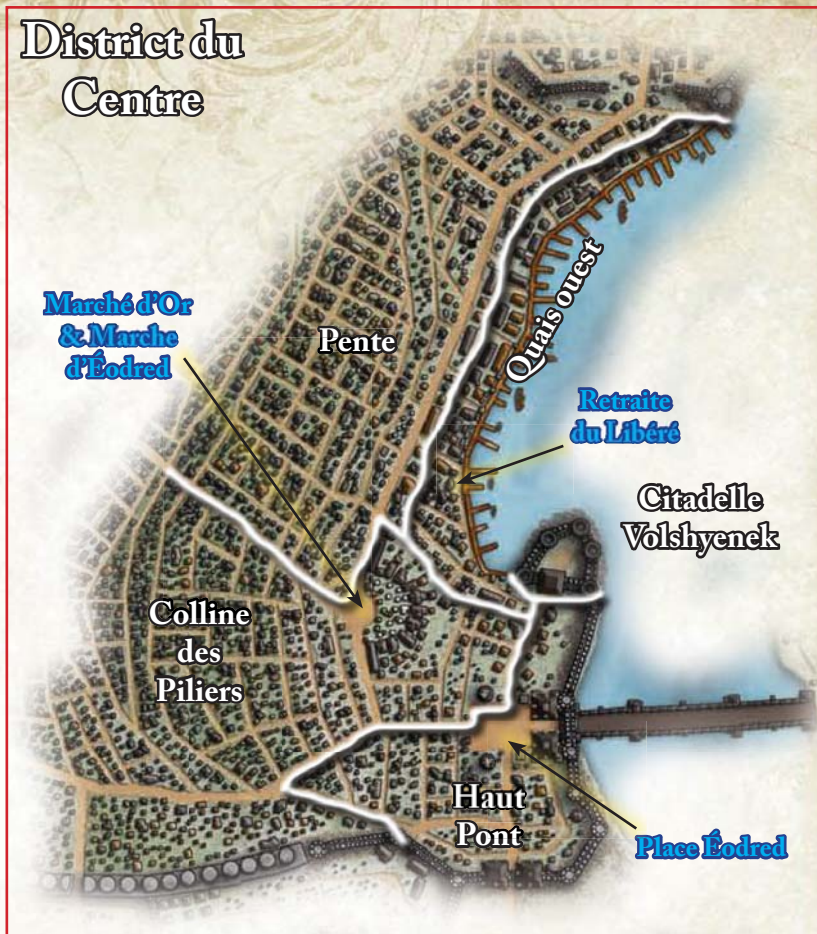 District du
Centre
Marché d'Or
& Marche
d'Éodred
Pente
Quais ouest
Retraite
du Libéré
Citadelle
Volshyenek
Colline
des
Piliers
Haut
Pont
Place Éodred